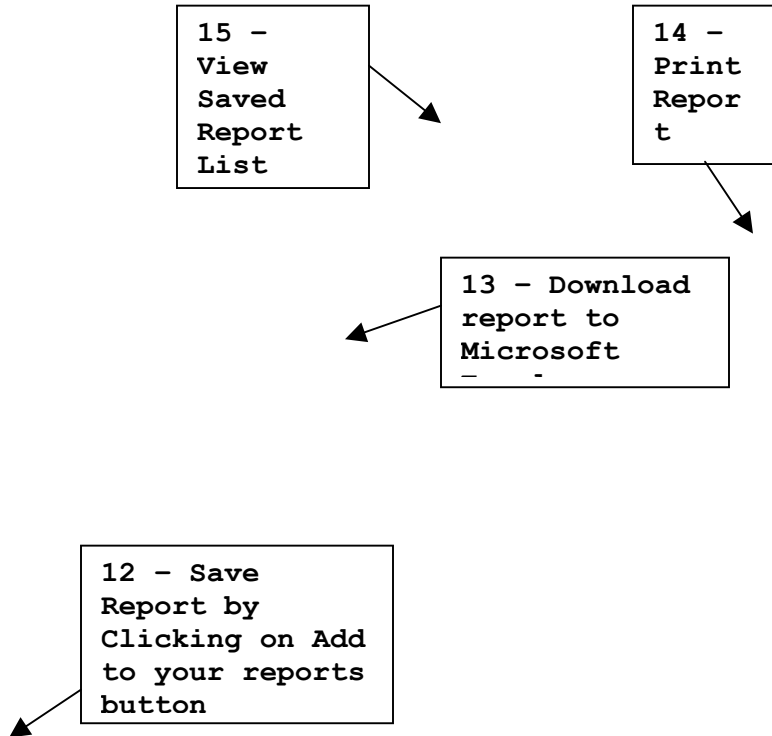 15 –
View
Saved
Report
List
14 –
Print
Repor
t
13 – Download
report to
Microsoft
12 – Save
Report by
Clicking on Add
to your reports
button